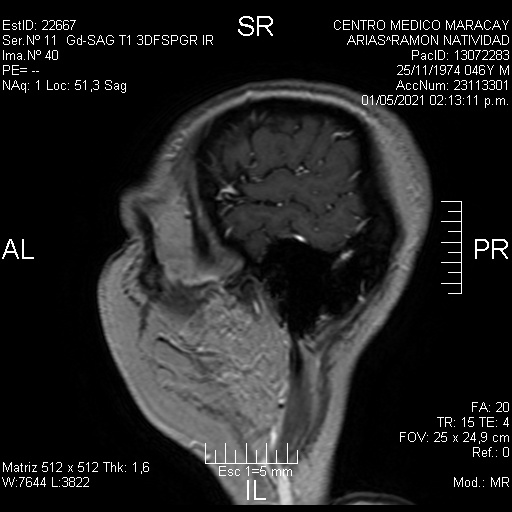 EstID: 22667
Ser.Nº 11 Gd-SAG T1 3DFSPGR IR
Ima.Nº 40
PE= --
NAq: 1 Loc: 51,3 Sag
SR
CENTRO MEDICO MARACAY
ARIAS^RAMON NATIVIDAD
PacID: 13072283
25/11/1974 046Y M
AccNum: 23113301
01/05/2021 02:13:11 p.m.
AL
PR
FA: 20
TR: 15 TE: 4
FOV: 25 x 24,9 cm
Ref.: 0
Matriz 512 x 512 Thk: 1,6
W:7644 L:3822
Esc 1=5 mm
IL
Mod.: MR